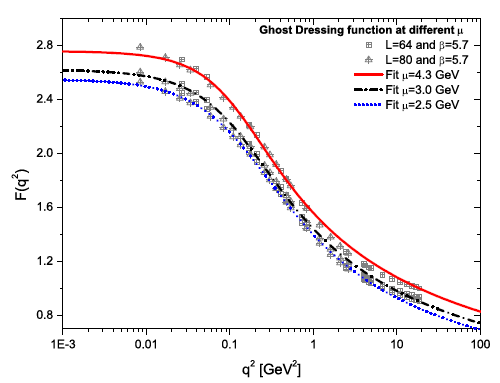 Ghost Dressing function at different μ
L=64 and β=5.7
L=80 and β=5.7
Fit μ=4.3 GeV
Fit μ=3.0 GeV
Fit μ=2.5 GeV
2.8
2.4
2.0
1.6
1.2
0.8
F(q²)
1E-3 0.01 0.1 1 10 100
q² [GeV²]